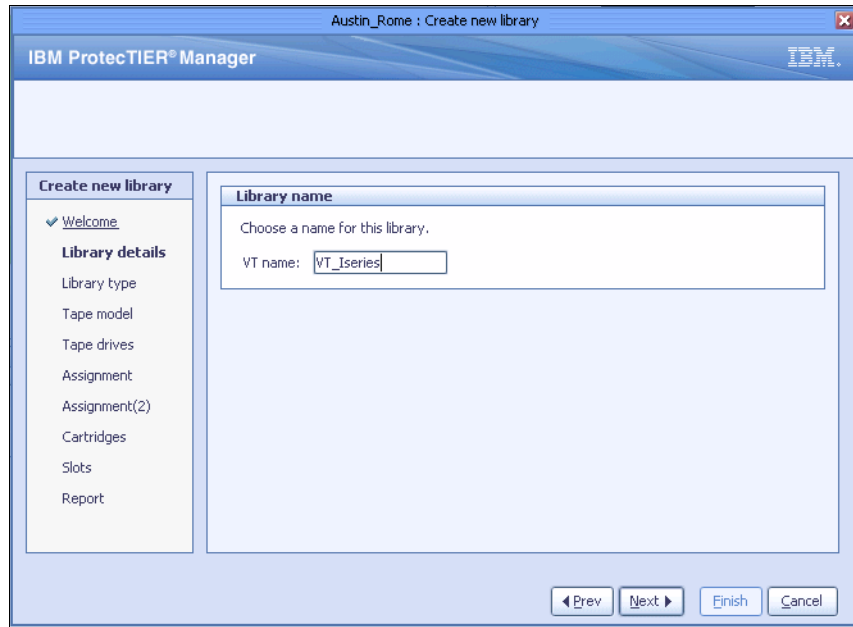 Austin_Rome : Create new library
IBM ProtecTIER® Manager
IBM.
Create new library
Welcome
Library details
Library type
Tape model
Tape drives
Assignment
Assignment(2)
Cartridges
Slots
Report
Library name
Choose a name for this library.
VT name: VT_Iseries
Prev
Next
Finish
Cancel